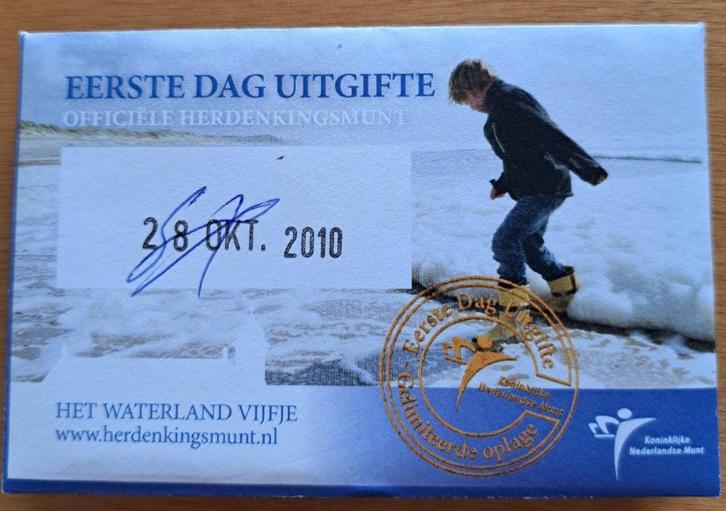 EERSTE DAG UITGIFTE
OFFICIËLE HERDENKINGSMUNT
28 OKT. 2010
Eerste Dag Uitgifte
Koninklijke
Nederlandse Munt
Gelimiteerde oplage
HET WATERLAND VIJFJE
www.herdenkingsmunt.nl
Koninklijke
Nederlandse Munt